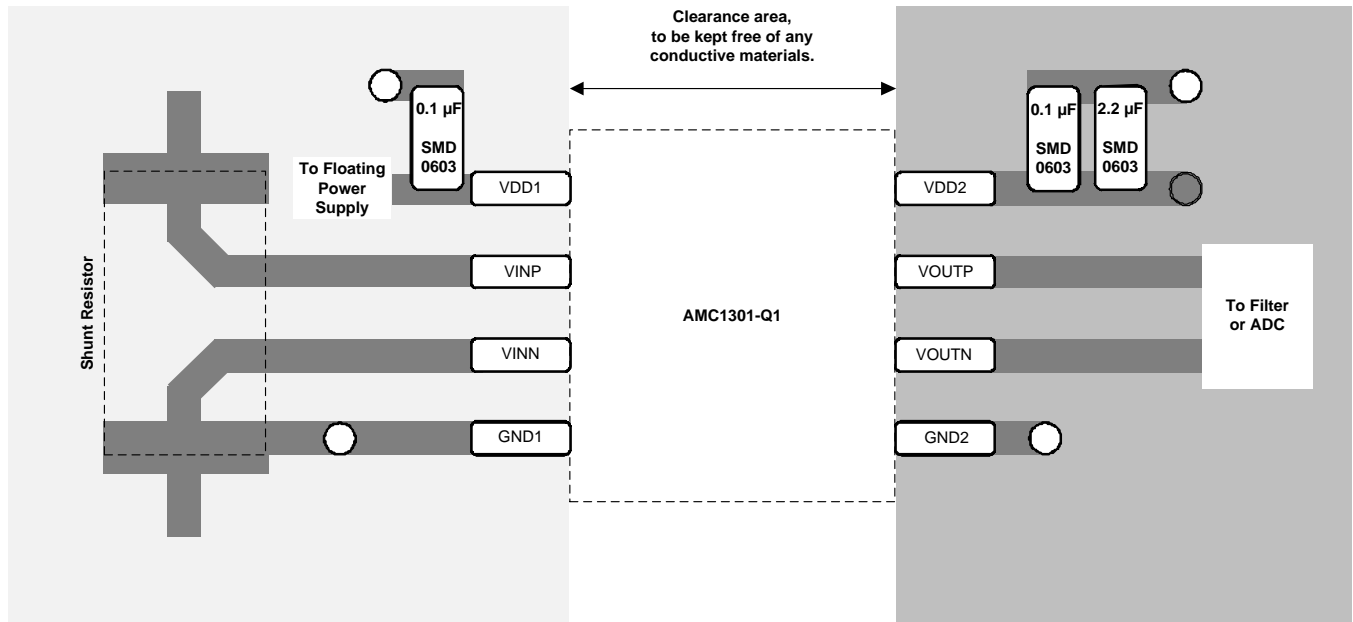 Clearance area,
to be kept free of any
conductive materials.
0.1 µF
SMD
0603
0.1 µF
SMD
0603
2.2 µF
SMD
0603
To Floating
Power
Supply
VDD1
VDD2
Shunt Resistor
VINP
VOUTP
AMC1301-Q1
To Filter
or ADC
VINN
VOUTN
GND1
GND2